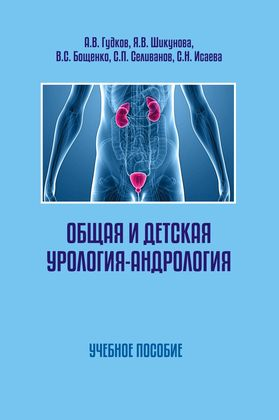 А.В. Гудков, Я.В. Шикунова,
В.С. Бощенко, С.П. Селиванов, С.Н. Исаева
ОБЩАЯ И ДЕТСКАЯ
УРОЛОГИЯ-АНДРОЛОГИЯ
УЧЕБНОЕ ПОСОБИЕ